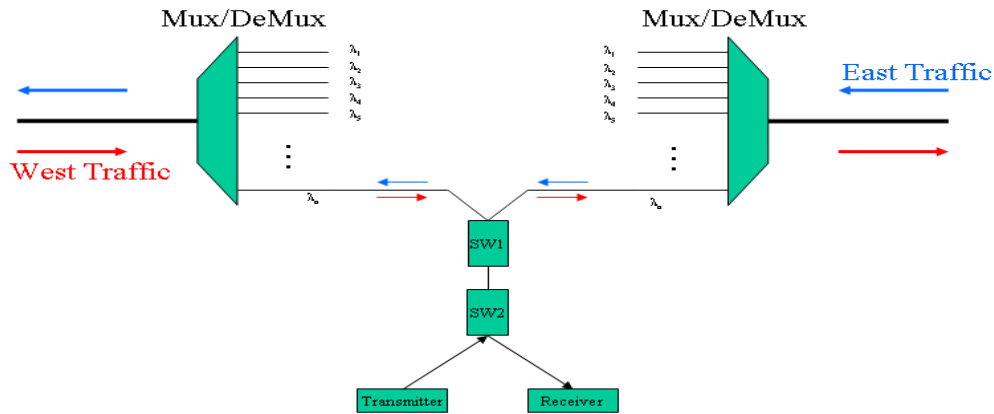 Mux/DeMux
Mux/DeMux
λ₁
λ₂
λ₃
λ₄
λ₅
λ₁
λ₂
λ₃
λ₄
λ₅
East Traffic
West Traffic
λₙ
λₙ
SW1
SW2
Transmitter
Receiver